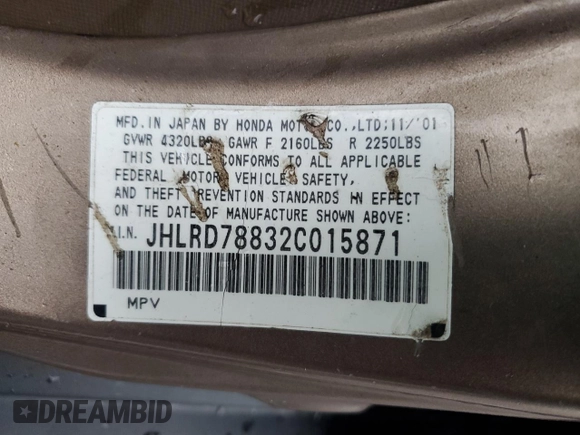 MFD. IN JAPAN BY HONDA MOTOR CO., LTD: 11/'01
GVWR 4320LBS GAWR F 2160LBS R 2250LBS
THIS VEHICLE CONFORMS TO ALL APPLICABLE
FEDERAL MOTOR VEHICLE SAFETY,
AND THEFT PREVENTION STANDARDS IN EFFECT
ON THE DATE OF MANUFACTURE SHOWN ABOVE:
V.I.N. JHLRD78832C015871
MPV
DREAMBID